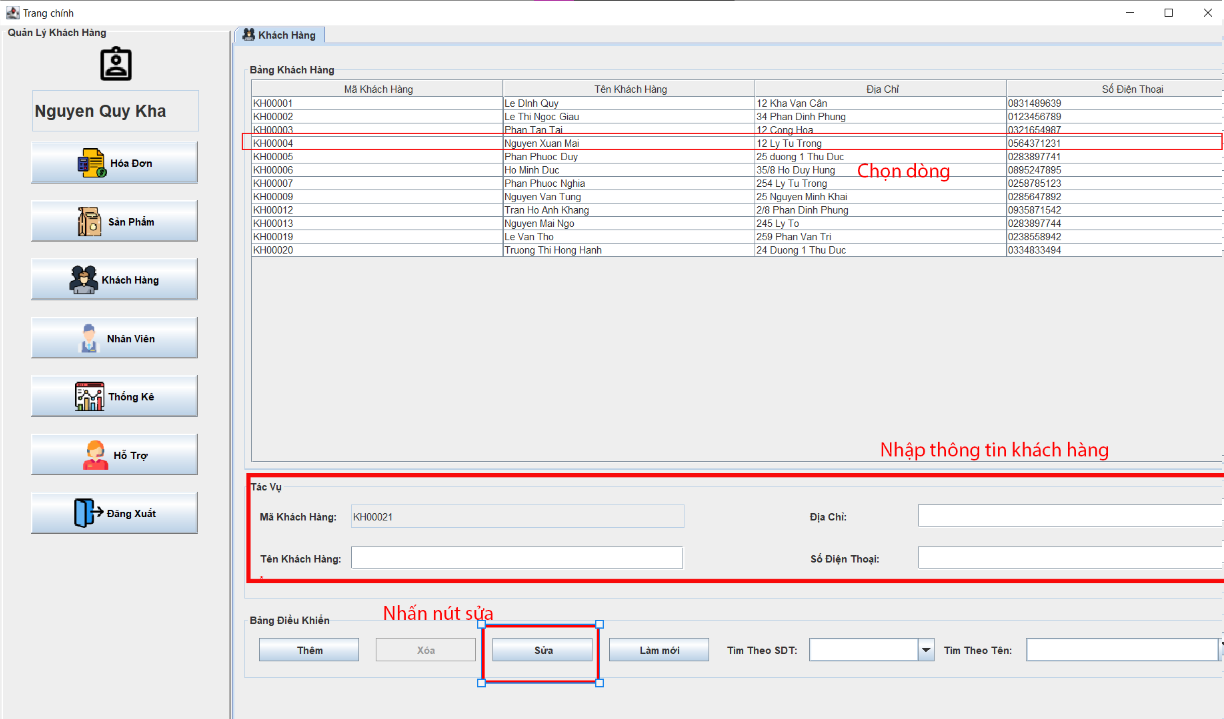 Trang chính
Quản Lý Khách Hàng
Nguyen Quy Kha
Hóa Đơn
Sản Phẩm
Khách Hàng
Nhân Viên
Thống Kê
Hỗ Trợ
Đăng Xuất
Khách Hàng
Bảng Khách Hàng
Mã Khách Hàng Tên Khách Hàng Địa Chỉ Số Điện Thoại
KH00001 Le DInh Quy 12 Kha Van Cân 0831489639
KH00002 Le Thi Ngoc Giau 34 Phan Dinh Phung 0123456789
KH00003 Phan Tan Tai 12 Cong Hoa 0321654987
KH00004 Nguyen Xuan Mai 12 Ly Tu Trong 0564371231
KH00005 Phan Phuoc Duy 25 duong 1 Thu Duc 0283897741
KH00006 Ho Minh Duc 35/8 Ho Duy Hung 0895247895
KH00007 Phan Phuoc Nghia 254 Ly Tu Trong 0258785123
KH00009 Nguyen Van Tung 25 Nguyen Minh Khai 0285647892
KH00012 Tran Ho Anh Khang 2/8 Phan Dinh Phung 0935871542
KH00013 Nguyen Mai Ngo 245 Ly To 0283897744
KH00019 Le Van Tho 259 Phan Van Tri 0238558942
KH00020 Truong Thi Hong Hanh 24 Duong 1 Thu Duc 0334833494
Chọn dòng
Nhập thông tin khách hàng
Tác Vụ
Mã Khách Hàng: KH00021 Địa Chỉ:
Tên Khách Hàng: Số Điện Thoại:
Nhấn nút sửa
Bảng Điều Khiển
Thêm Xóa Sửa Làm mới Tìm Theo SDT: Tìm Theo Tên: